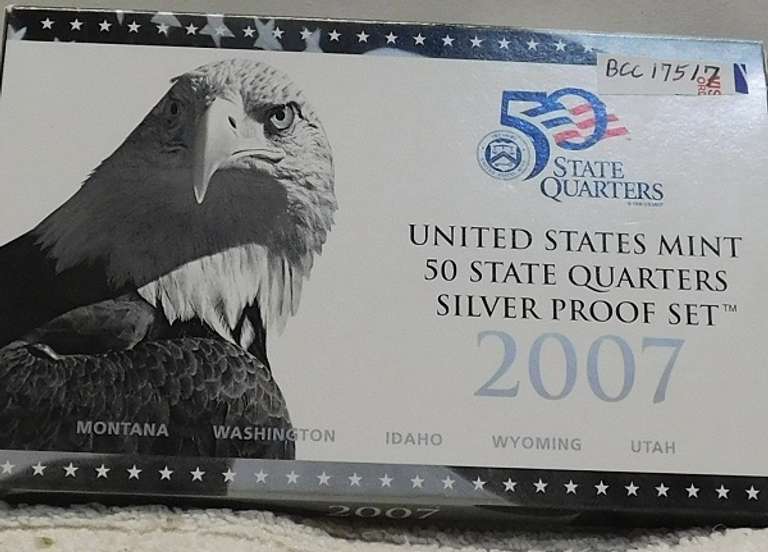 BCC 17517
50
STATE
QUARTERS
UNITED STATES MINT
50 STATE QUARTERS
SILVER PROOF SET™
2007
MONTANA WASHINGTON IDAHO WYOMING UTAH
2007